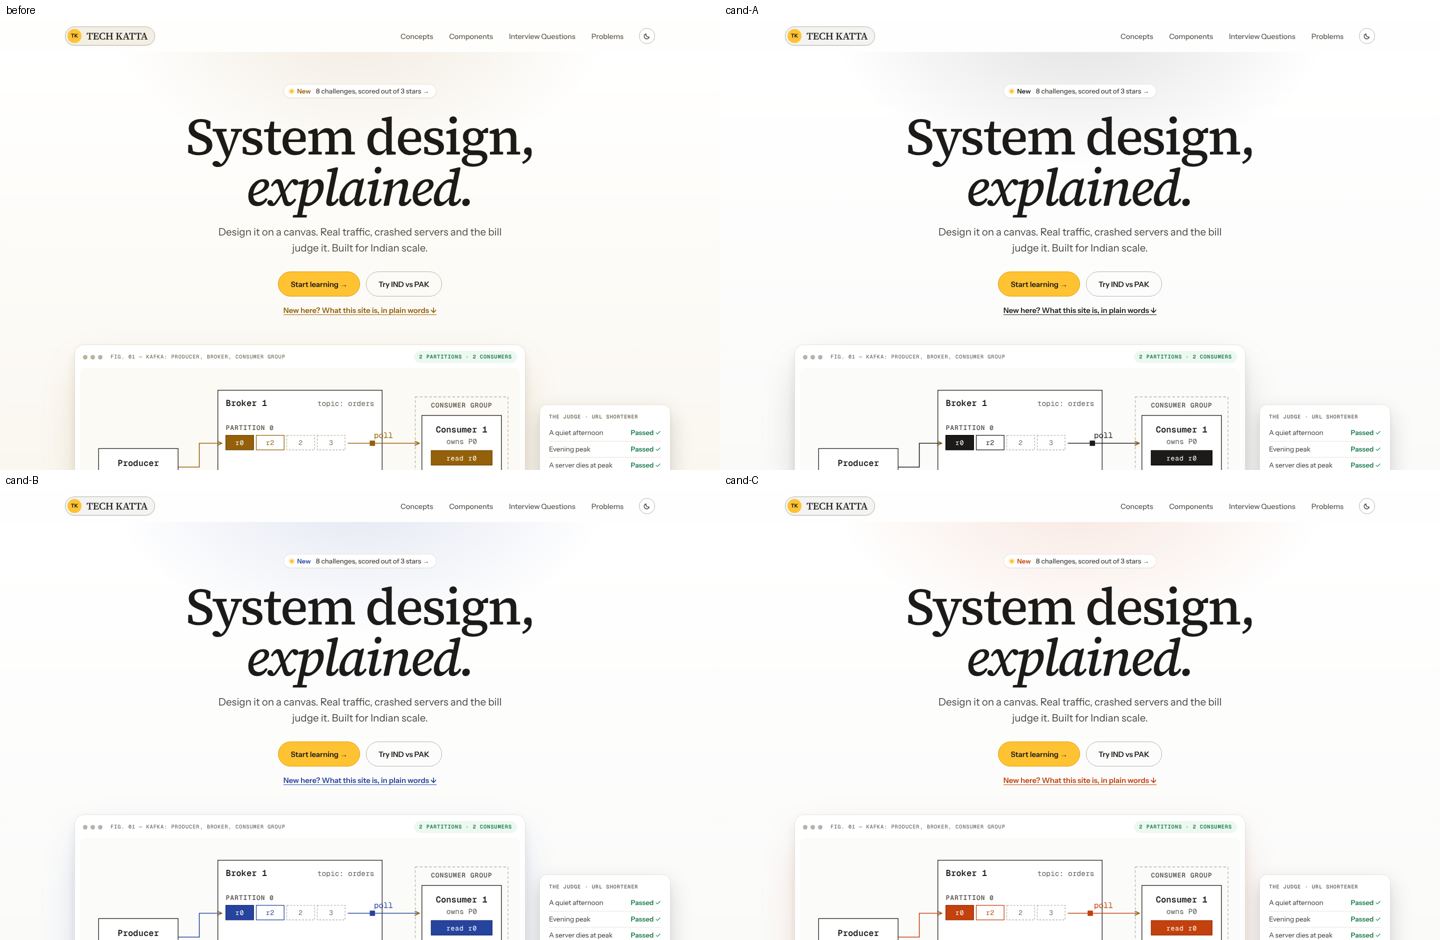 before
TK TECH KATTA
Concepts Components Interview Questions Problems
New 8 challenges, scored out of 3 stars →
System design,
explained.
Design it on a canvas. Real traffic, crashed servers and the bill
judge it. Built for Indian scale.
Start learning → Try IND vs PAK
New here? What this site is, in plain words ↓
FIG. 01 — KAFKA: PRODUCER, BROKER, CONSUMER GROUP 2 PARTITIONS · 2 CONSUMERS
Broker 1 topic: orders
PARTITION 0
r0 r2 2 3
poll
CONSUMER GROUP
Consumer 1
owns P0
read r0
Producer
THE JUDGE · URL SHORTENER
A quiet afternoon Passed ✓
Evening peak Passed ✓
A server dies at peak Passed ✓
cand-A
TK TECH KATTA
Concepts Components Interview Questions Problems
New 8 challenges, scored out of 3 stars →
System design,
explained.
Design it on a canvas. Real traffic, crashed servers and the bill
judge it. Built for Indian scale.
Start learning → Try IND vs PAK
New here? What this site is, in plain words ↓
FIG. 01 — KAFKA: PRODUCER, BROKER, CONSUMER GROUP 2 PARTITIONS · 2 CONSUMERS
Broker 1 topic: orders
PARTITION 0
r0 r2 2 3
poll
CONSUMER GROUP
Consumer 1
owns P0
read r0
Producer
THE JUDGE · URL SHORTENER
A quiet afternoon Passed ✓
Evening peak Passed ✓
A server dies at peak Passed ✓
cand-B
TK TECH KATTA
Concepts Components Interview Questions Problems
New 8 challenges, scored out of 3 stars →
System design,
explained.
Design it on a canvas. Real traffic, crashed servers and the bill
judge it. Built for Indian scale.
Start learning → Try IND vs PAK
New here? What this site is, in plain words ↓
FIG. 01 — KAFKA: PRODUCER, BROKER, CONSUMER GROUP 2 PARTITIONS · 2 CONSUMERS
Broker 1 topic: orders
PARTITION 0
r0 r2 2 3
poll
CONSUMER GROUP
Consumer 1
owns P0
read r0
Producer
THE JUDGE · URL SHORTENER
A quiet afternoon Passed ✓
Evening peak Passed ✓
A server dies at peak Passed ✓
cand-C
TK TECH KATTA
Concepts Components Interview Questions Problems
New 8 challenges, scored out of 3 stars →
System design,
explained.
Design it on a canvas. Real traffic, crashed servers and the bill
judge it. Built for Indian scale.
Start learning → Try IND vs PAK
New here? What this site is, in plain words ↓
FIG. 01 — KAFKA: PRODUCER, BROKER, CONSUMER GROUP 2 PARTITIONS · 2 CONSUMERS
Broker 1 topic: orders
PARTITION 0
r0 r2 2 3
poll
CONSUMER GROUP
Consumer 1
owns P0
read r0
Producer
THE JUDGE · URL SHORTENER
A quiet afternoon Passed ✓
Evening peak Passed ✓
A server dies at peak Passed ✓